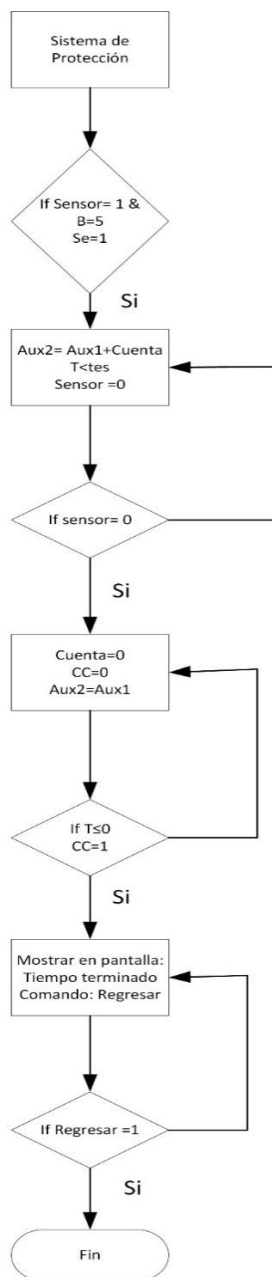 Sistema de
Protección
If Sensor= 1 &
B=5
Se=1
Si
Aux2= Aux1+Cuenta
T<tes
Sensor =0
If sensor= 0
Si
Cuenta=0
CC=0
Aux2=Aux1
If T≤0
CC=1
Si
Mostrar en pantalla:
Tiempo terminado
Comando: Regresar
If Regresar =1
Si
Fin